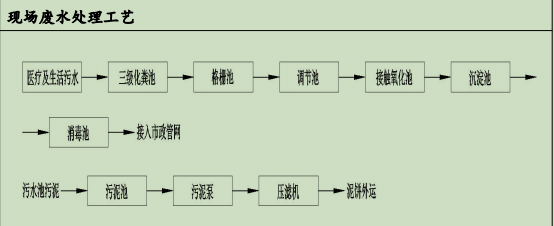 现场废水处理工艺
医疗及生活污水 三级化粪池 格栅池 调节池 接触氧化池 沉淀池
消毒池 接入市政管网
污水池污泥 污泥池 污泥泵 压滤机 泥饼外运